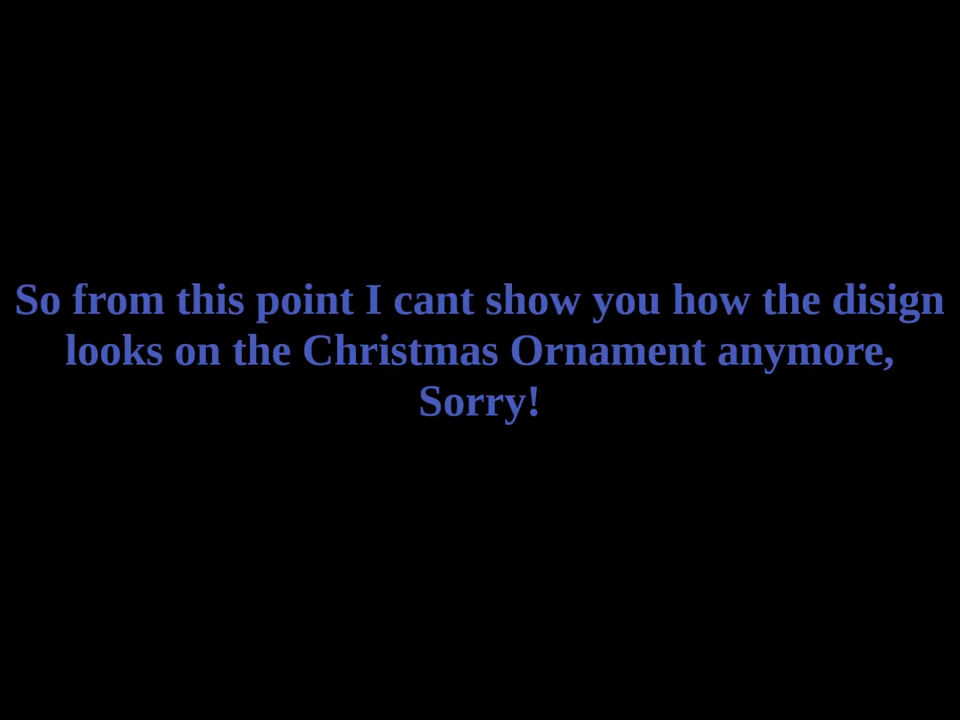 So from this point I cant show you how the disign
looks on the Christmas Ornament anymore,
Sorry!